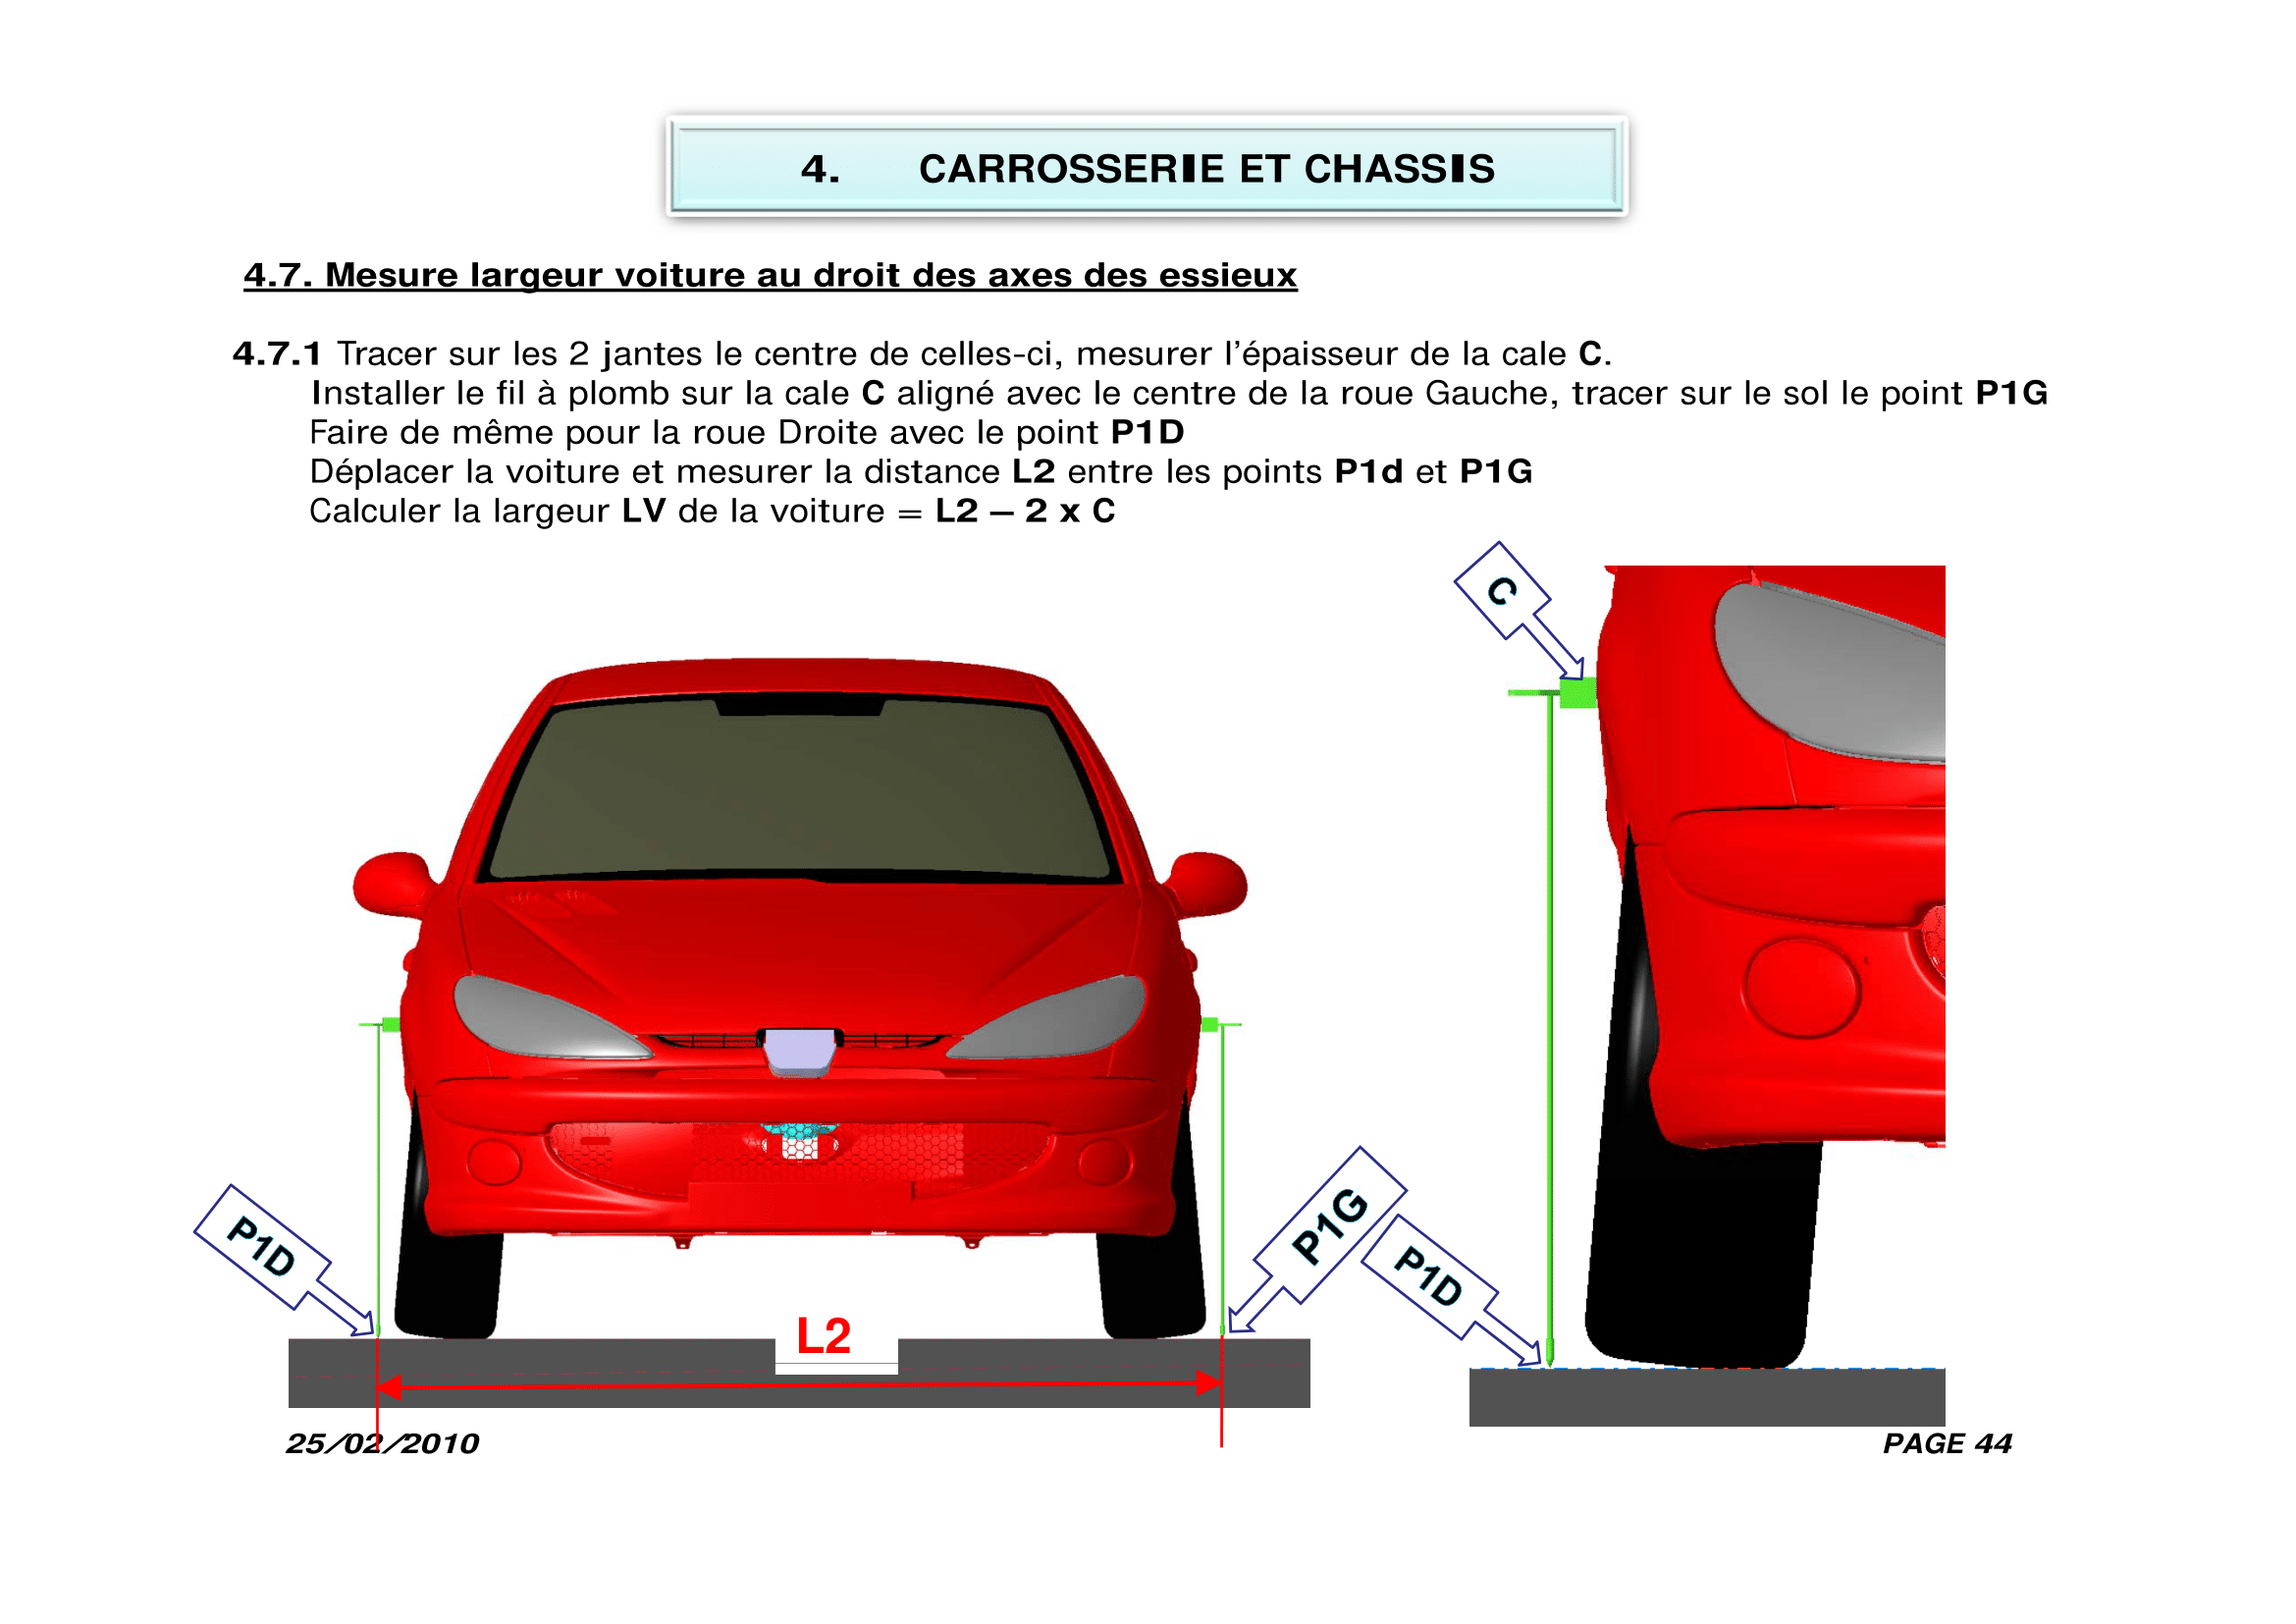 4. CARROSSERIE ET CHASSIS
4.7. Mesure largeur voiture au droit des axes des essieux
4.7.1 Tracer sur les 2 jantes le centre de celles-ci, mesurer l'épaisseur de la cale C.
Installer le fil à plomb sur la cale C aligné avec le centre de la roue Gauche, tracer sur le sol le point P1G
Faire de même pour la roue Droite avec le point P1D
Déplacer la voiture et mesurer la distance L2 entre les points P1d et P1G
Calculer la largeur LV de la voiture = L2 – 2 x C
C
P1D
P1G
P1D
L2
25/02/2010
PAGE 44